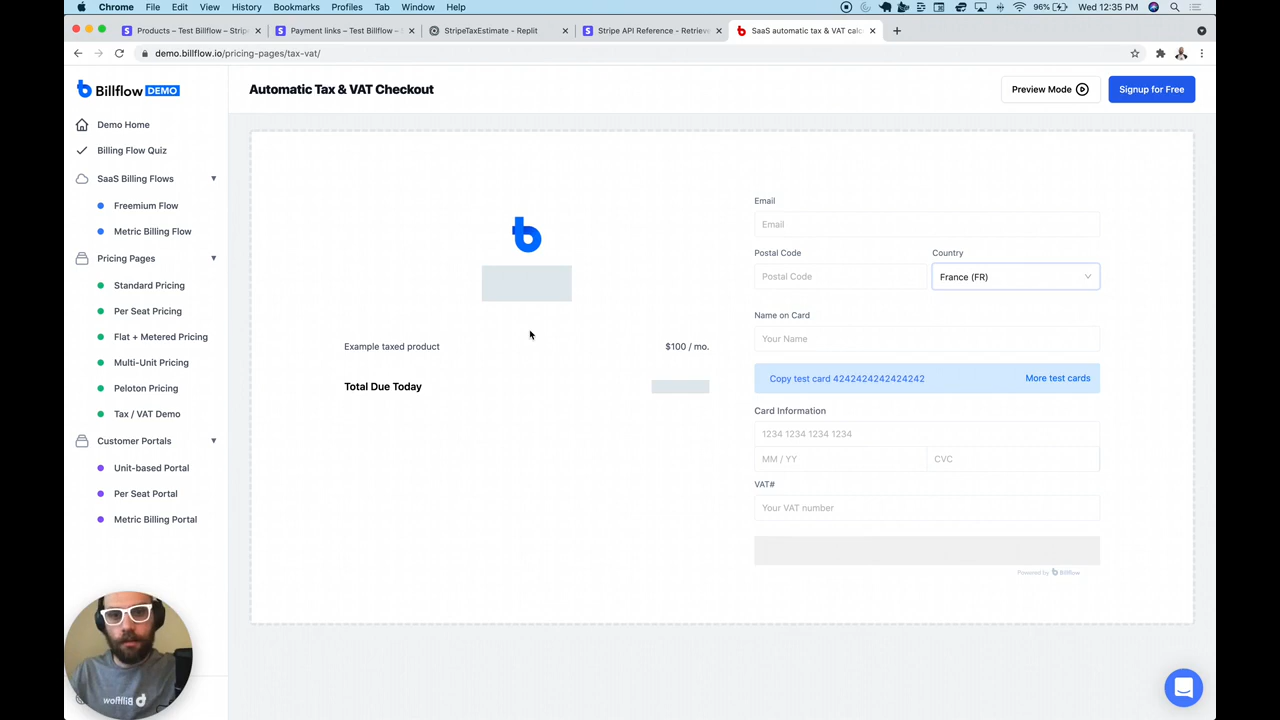 Chrome File Edit View History Bookmarks Profiles Tab Window Help 96% Wed 12:35 PM
Products – Test Billflow – Strip Payment links – Test Billflow – S StripeTaxEstimate - Replit Stripe API Reference - Retrieve SaaS automatic tax & VAT calc
demo.billflow.io/pricing-pages/tax-vat/
Billflow DEMO
Automatic Tax & VAT Checkout
Preview Mode
Signup for Free
Demo Home
Billing Flow Quiz
SaaS Billing Flows
Freemium Flow
Metric Billing Flow
Pricing Pages
Standard Pricing
Per Seat Pricing
Flat + Metered Pricing
Multi-Unit Pricing
Peloton Pricing
Tax / VAT Demo
Customer Portals
Unit-based Portal
Per Seat Portal
Metric Billing Portal
Example taxed product $100 / mo.
Total Due Today
Email
Email
Postal Code Country
Postal Code France (FR)
Name on Card
Your Name
Copy test card 4242424242424242 More test cards
Card Information
1234 1234 1234 1234
MM / YY CVC
VAT#
Your VAT number
Powered by Billflow
Billflow